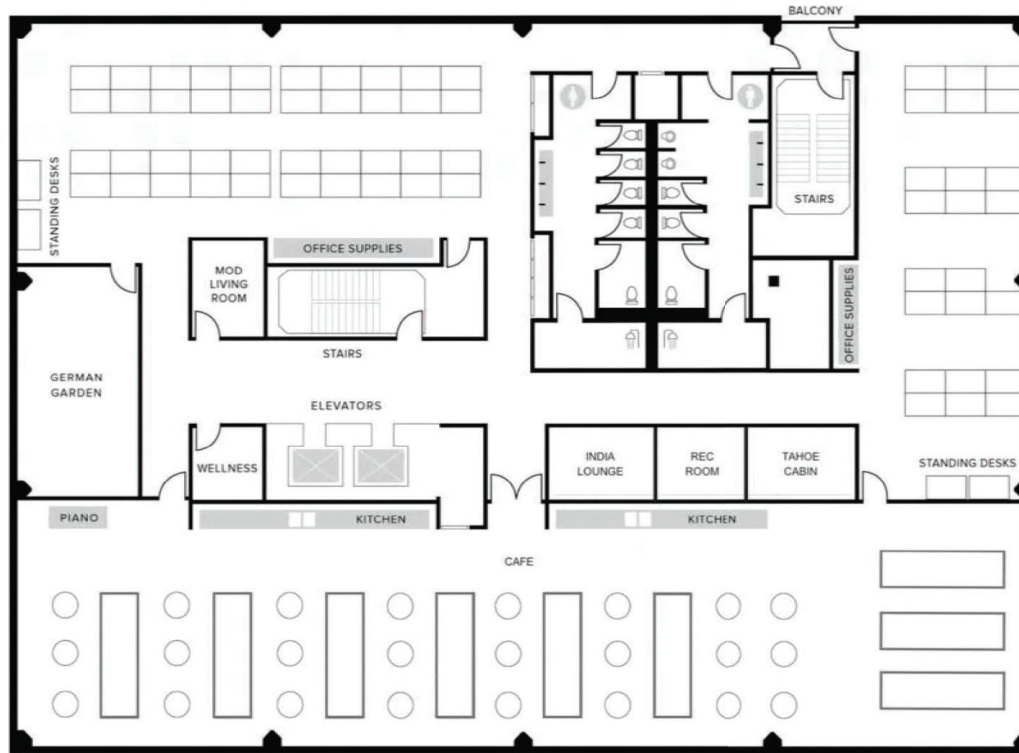 BALCONY
STANDING DESKS
STAIRS
OFFICE SUPPLIES
MOD
LIVING
ROOM
OFFICE SUPPLIES
STAIRS
GERMAN
GARDEN
ELEVATORS
WELLNESS
INDIA
LOUNGE
REC
ROOM
TAHOE
CABIN
STANDING DESKS
PIANO
KITCHEN
KITCHEN
CAFE